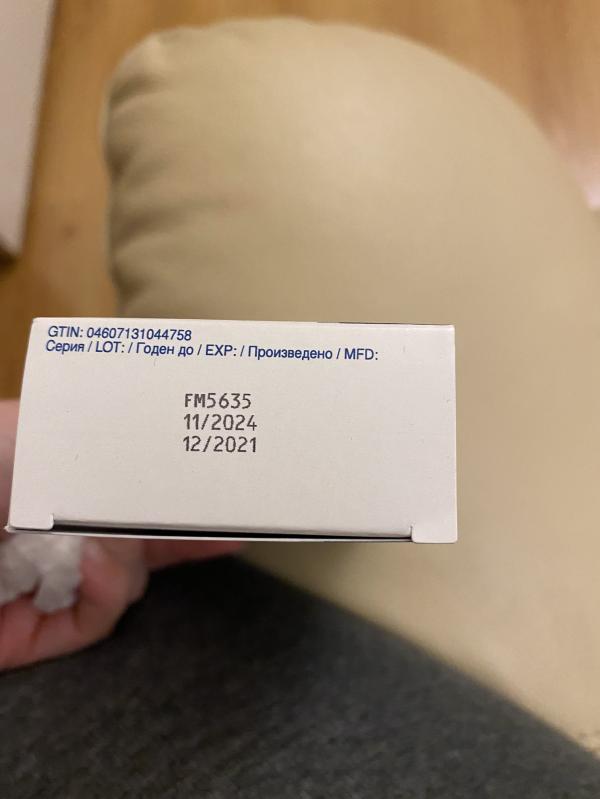 GTIN: 04607131044758
Серия / LOT: / Годен до / EXP: / Произведено / MFD:
FM5635
11/2024
12/2021